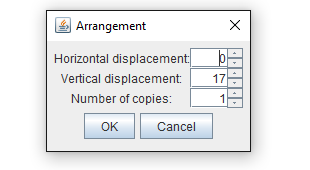 Arrangement
Horizontal displacement: 0
Vertical displacement: 17
Number of copies: 1
OK Cancel